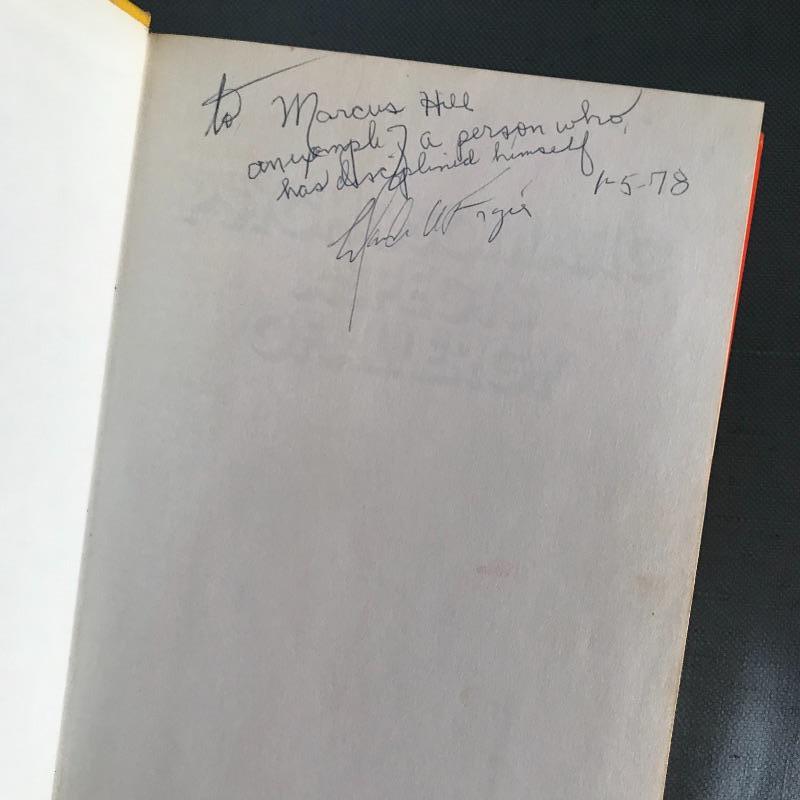 to Marcus Hill
an example of a person who,
has disciplined himself
1-5-78